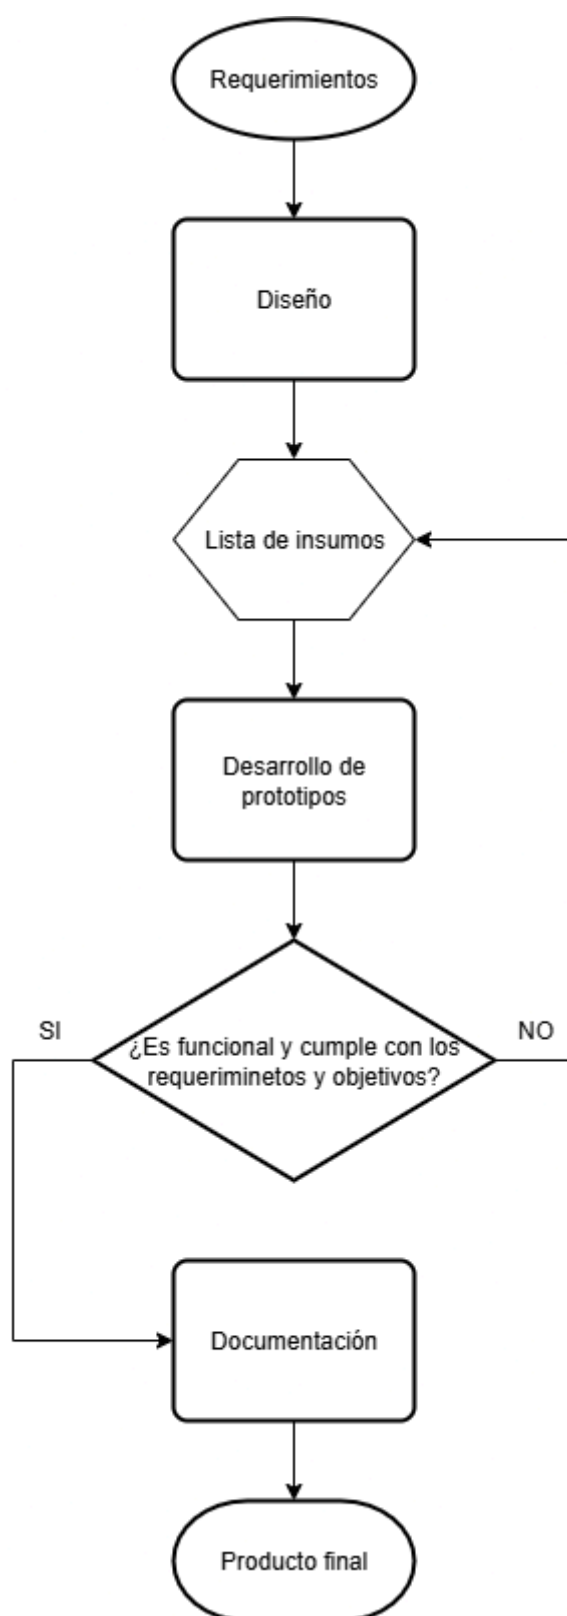 Requerimientos
Diseño
Lista de insumos
Desarrollo de
prototipos
SI
NO
¿Es funcional y cumple con los
requeriminetos y objetivos?
Documentación
Producto final